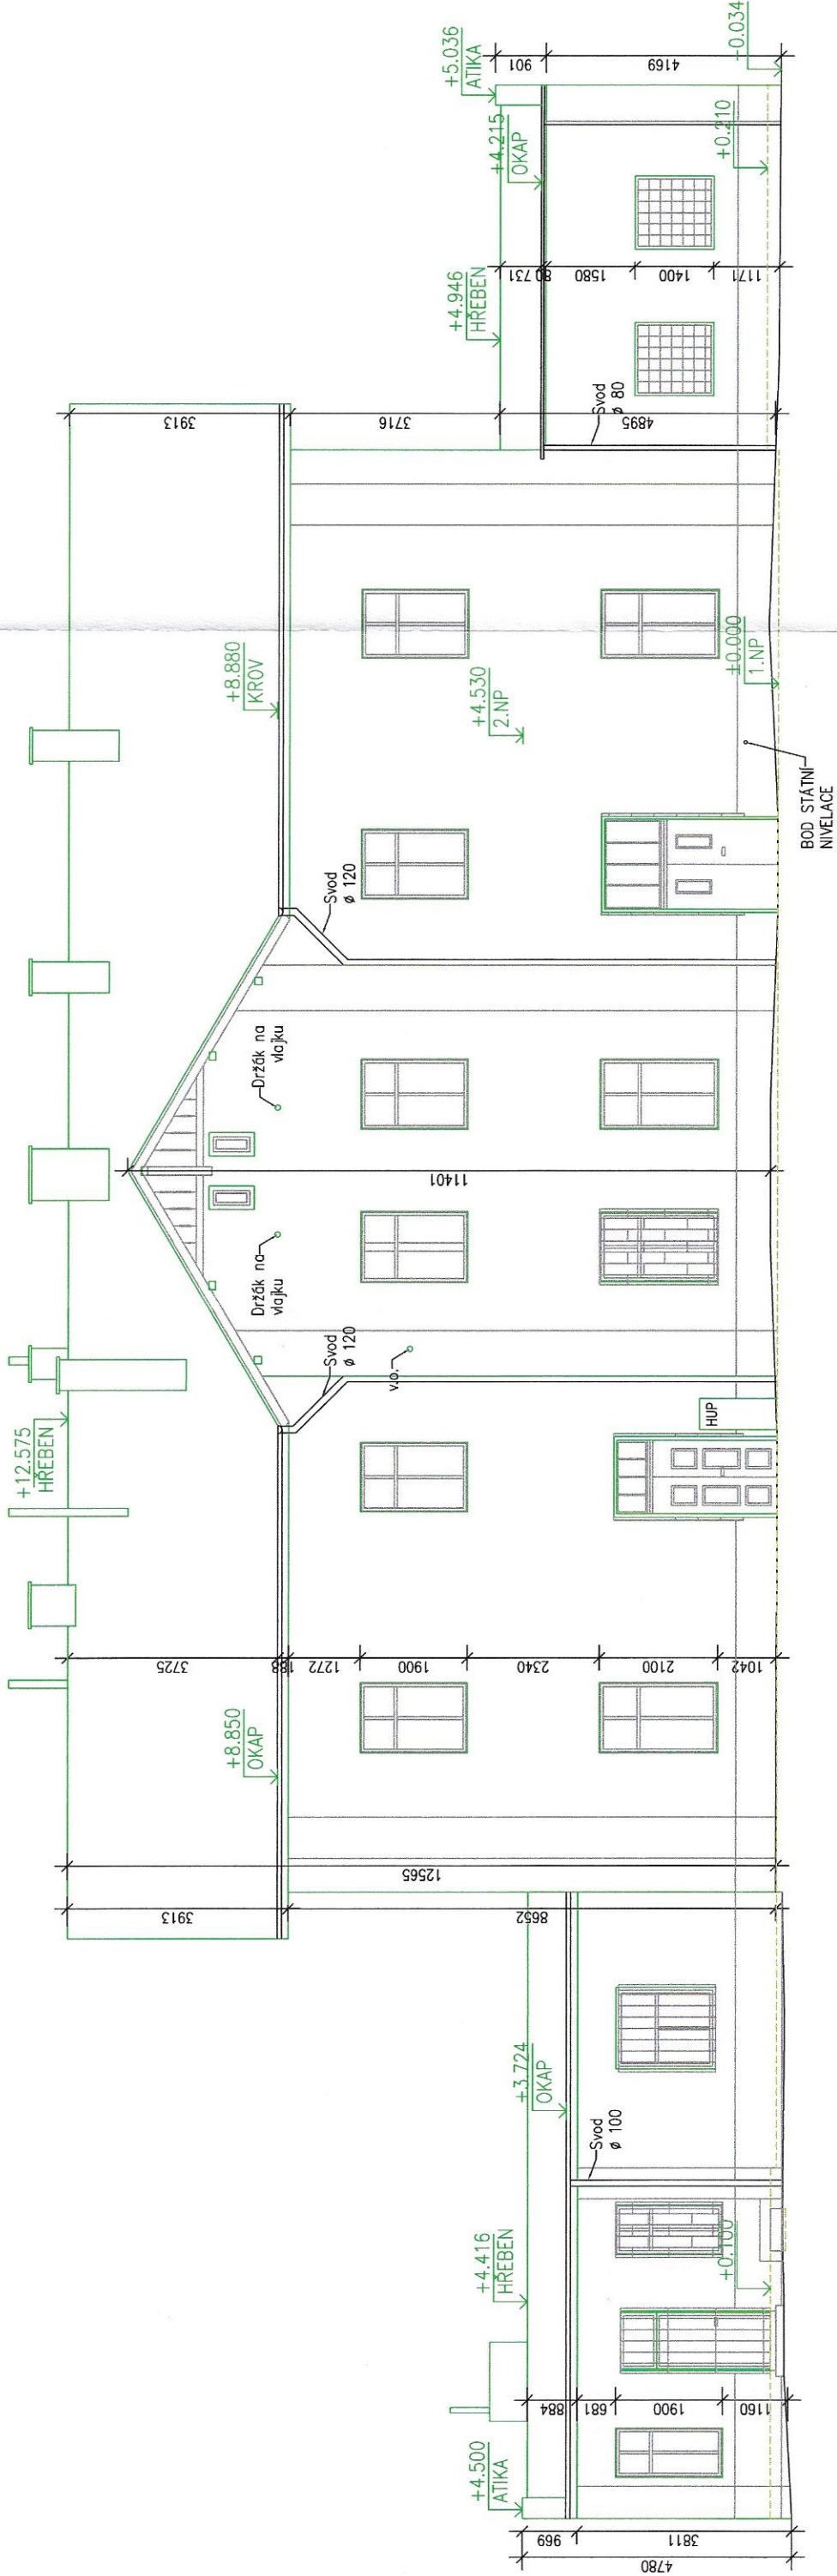 +5.036
ATIKA
901
4169
+0.034
+4.215
OKAP
+0.210
+4.946
HŘEBEN
731
80
1580
1400
1171
3913
3716
4895
Svod
ø 80
+8.880
KROV
+4.530
2.NP
±0.000
1.NP
BOD STÁTNÍ
NIVELACE
Svod
ø 120
Držák na
vlajku
11401
Držák na
vlajku
Svod
ø 120
v.o.
HUP
+12.575
HŘEBEN
3725
188
1272
1900
2340
2100
1042
+8.850
OKAP
12565
3913
8652
+3.724
OKAP
Svod
ø 100
+4.416
HŘEBEN
+0.100
884
681
1900
1160
+4.500
ATIKA
969
3811
4780